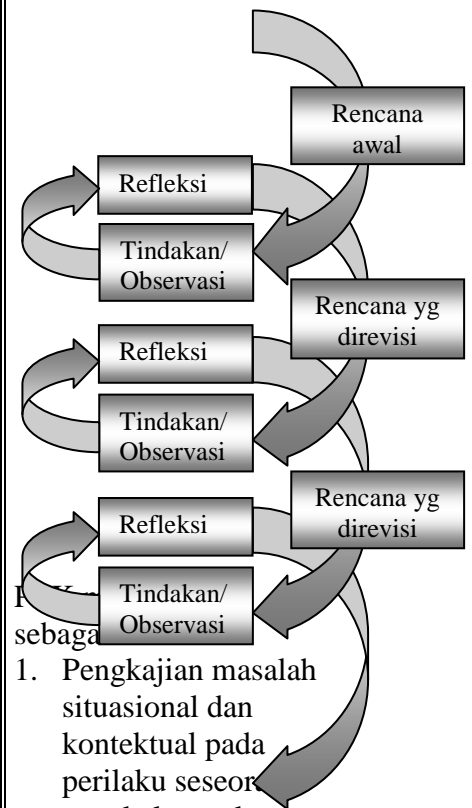 Rencana
awal
Refleksi
Tindakan/
Observasi
Rencana yg
direvisi
Refleksi
Tindakan/
Observasi
Rencana yg
direvisi
Refleksi
Tindakan/
Observasi
1. Pengkajian masalah
situasional dan
kontektual pada
perilaku